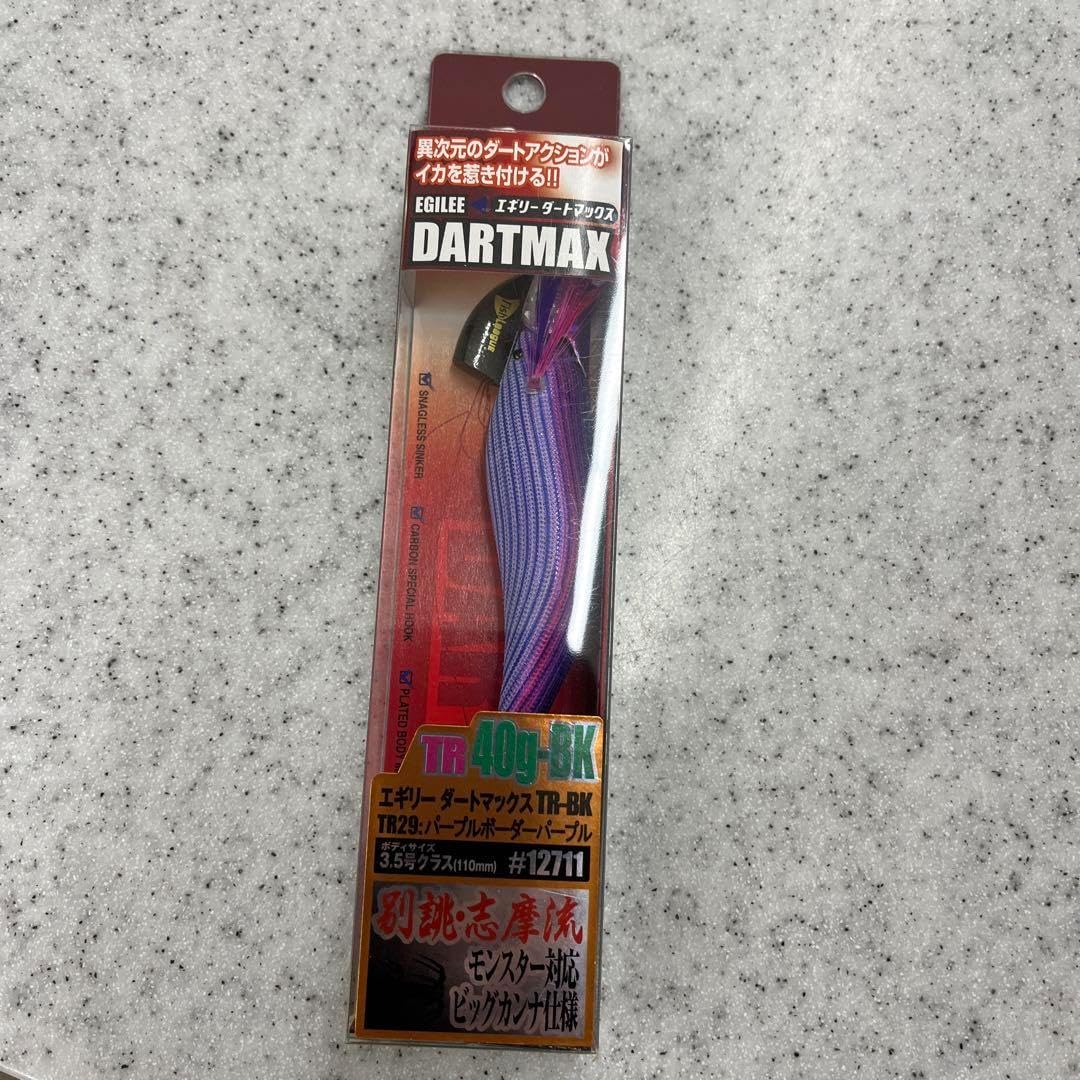 異次元のダートアクションが
イカを惹き付ける!!
EGILEE エギリーダートマックス
DARTMAX
Fish League
SNAGLESS SINKER
CARBON SPECIAL HOOK
PLATED BODY
TR 40g-BK
エギリー ダートマックス TR-BK
TR29:パープルボーダーパープル
ボディサイズ
3.5号クラス(110mm) #12711
別誂・志摩流
モンスター対応
ビッグカンナ仕様